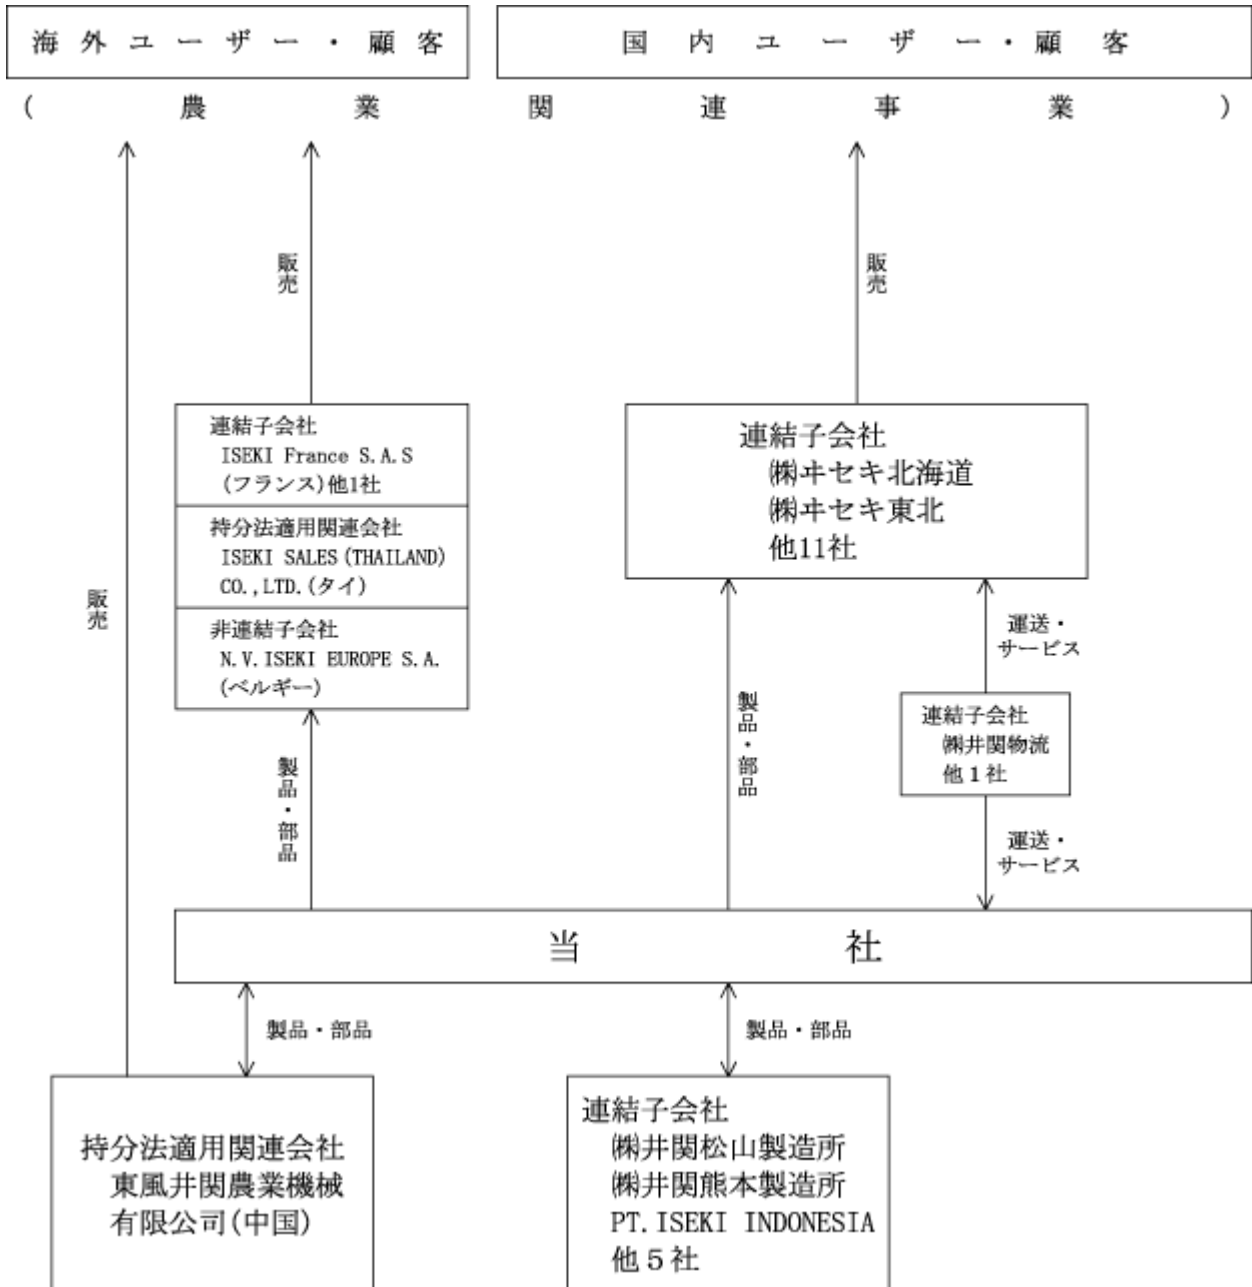 海外ユーザー・顧客
国内ユーザー・顧客
(農業関連事業)
販売
販売
販売
連結子会社
ISEKI France S.A.S
(フランス)他1社
持分法適用関連会社
ISEKI SALES(THAILAND)
CO.,LTD.(タイ)
非連結子会社
N.V.ISEKI EUROPE S.A.
(ベルギー)
連結子会社
㈱ヰセキ北海道
㈱ヰセキ東北
他11社
製品・部品
製品・部品
運送・
サービス
連結子会社
㈱井関物流
他1社
運送・
サービス
当社
製品・部品
製品・部品
持分法適用関連会社
東風井関農業機械
有限公司(中国)
連結子会社
㈱井関松山製造所
㈱井関熊本製造所
PT.ISEKI INDONESIA
他5社